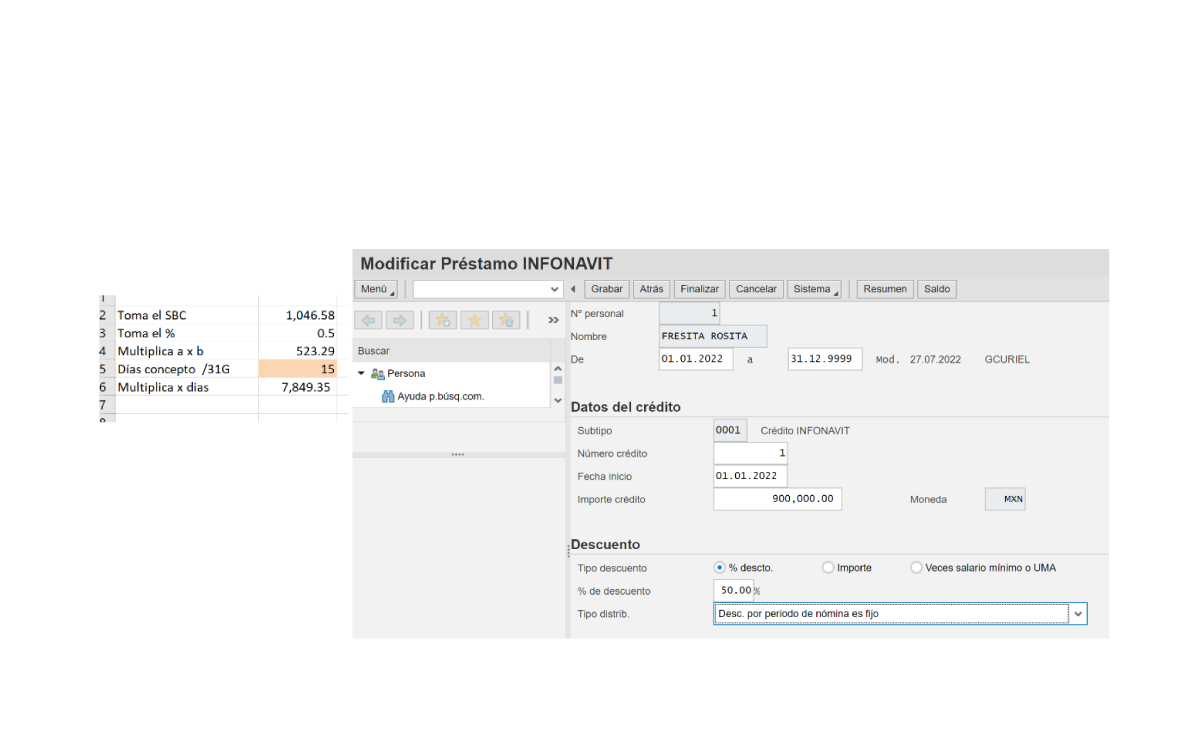 1
2 Toma el SBC 1,046.58
3 Toma el % 0.5
4 Multiplica a x b 523.29
5 Días concepto /31G 15
6 Multiplica x dias 7,849.35
7
8
Modificar Préstamo INFONAVIT
Menú Grabar Atrás Finalizar Cancelar Sistema Resumen Saldo
Buscar
Persona
Ayuda p.búsq.com.
Nº personal 1
Nombre FRESITA ROSITA
De 01.01.2022 a 31.12.9999 Mod. 27.07.2022 GCURIEL
Datos del crédito
Subtipo 0001 Crédito INFONAVIT
Número crédito 1
Fecha inicio 01.01.2022
Importe crédito 900,000.00 Moneda MXN
Descuento
Tipo descuento % descto. Importe Veces salario mínimo o UMA
% de descuento 50.00 %
Tipo distrib. Desc. por periodo de nómina es fijo